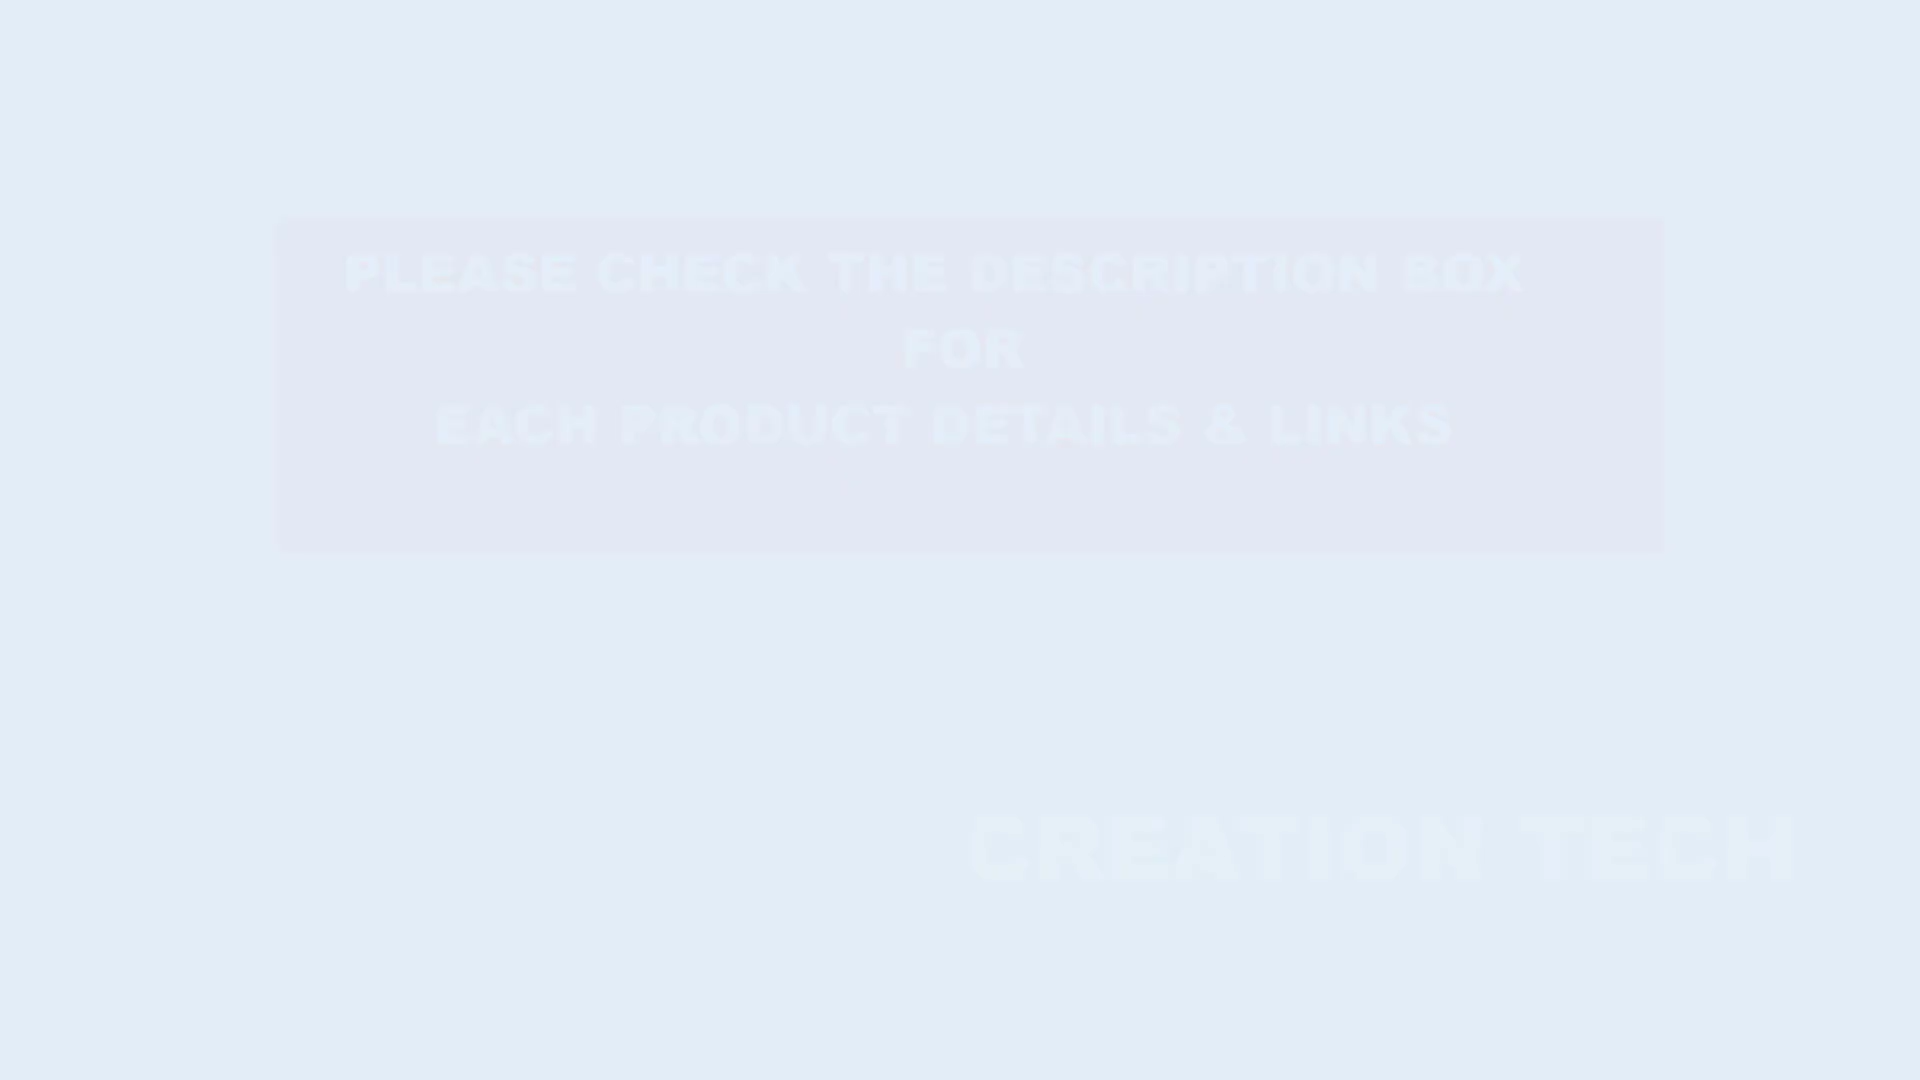 PLEASE CHECK THE DESCRIPTION BOX
FOR
EACH PRODUCT DETAILS & LINKS
CREATION TECH